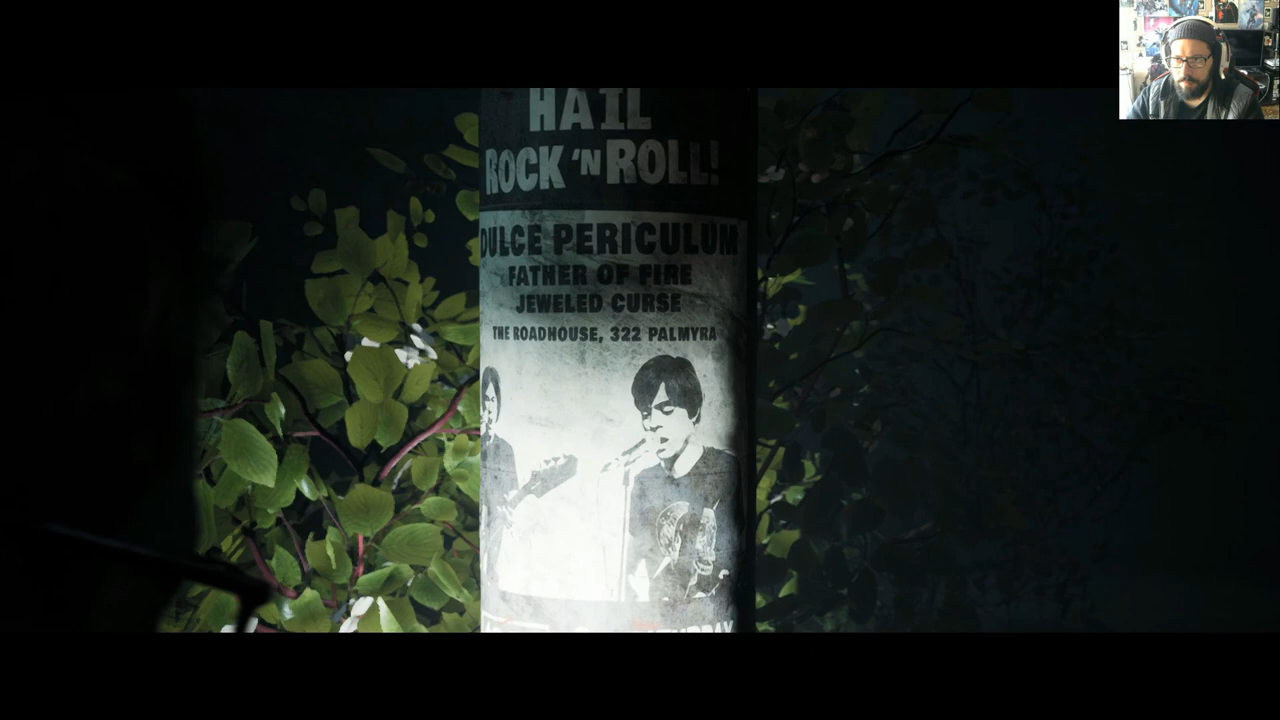 HAIL
ROCK 'N ROLL!
DULCE PERICULUM
FATHER OF FIRE
JEWELED CURSE
THE ROADHOUSE, 322 PALMYRA